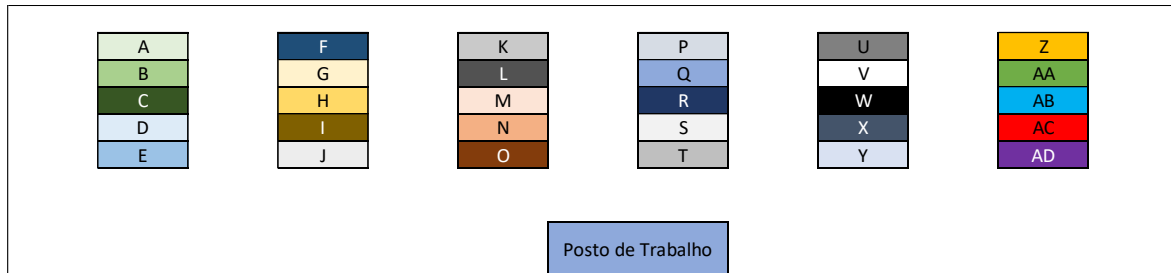 A F K P U Z
B G L Q V AA
C H M R W AB
D I N S X AC
E J O T Y AD
Posto de Trabalho